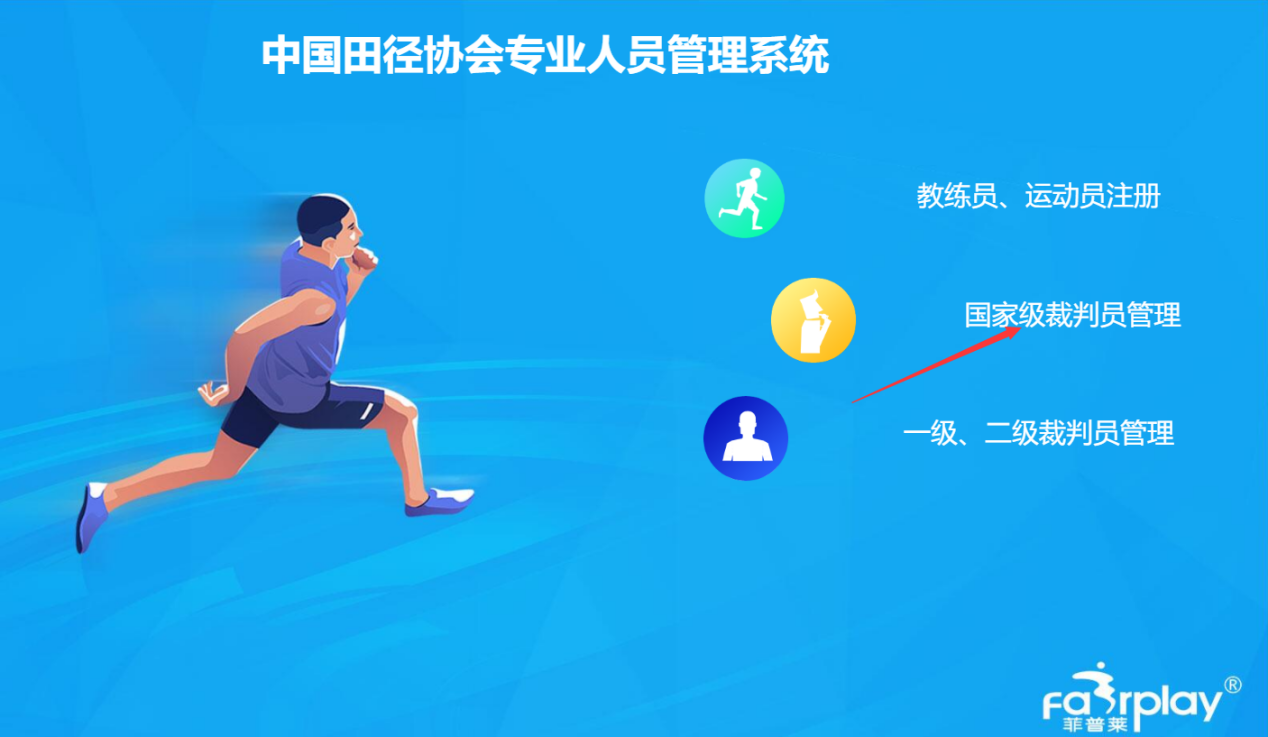 中国田径协会专业人员管理系统
教练员、运动员注册
国家级裁判员管理
一级、二级裁判员管理
fairplay®
菲普莱